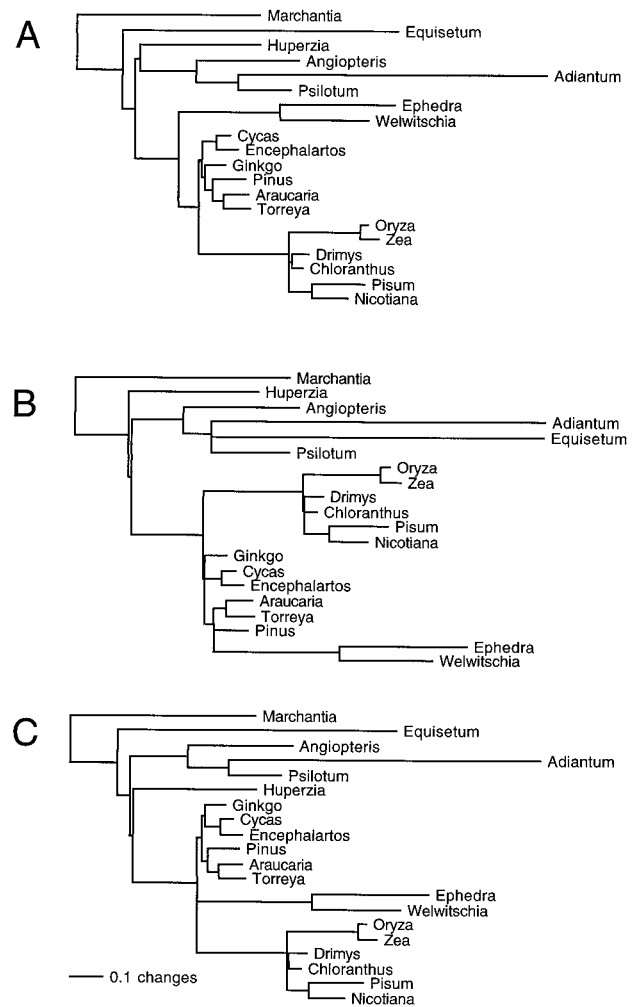 A
Marchantia
Equisetum
Huperzia
Angiopteris
Adiantum
Psilotum
Ephedra
Welwitschia
Cycas
Encephalartos
Ginkgo
Pinus
Araucaria
Torreya
Oryza
Zea
Drimys
Chloranthus
Pisum
Nicotiana
B
Marchantia
Huperzia
Angiopteris
Adiantum
Equisetum
Psilotum
Oryza
Zea
Drimys
Chloranthus
Pisum
Nicotiana
Ginkgo
Cycas
Encephalartos
Araucaria
Torreya
Pinus
Ephedra
Welwitschia
C
Marchantia
Equisetum
Angiopteris
Adiantum
Psilotum
Huperzia
Ginkgo
Cycas
Encephalartos
Pinus
Araucaria
Torreya
Ephedra
Welwitschia
Oryza
Zea
Drimys
Chloranthus
Pisum
Nicotiana
0.1 changes